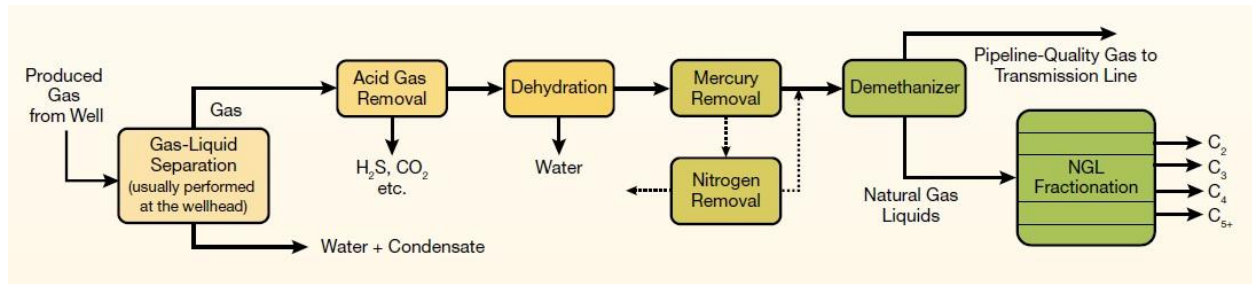 Produced
Gas
from Well
Gas
Gas-Liquid
Separation
(usually performed
at the wellhead)
Water + Condensate
Acid Gas
Removal
H₂S, CO₂
etc.
Dehydration
Water
Mercury
Removal
Nitrogen
Removal
Demethanizer
Pipeline-Quality Gas to
Transmission Line
Natural Gas
Liquids
NGL
Fractionation
C₂
C₃
C₄
C₅₊